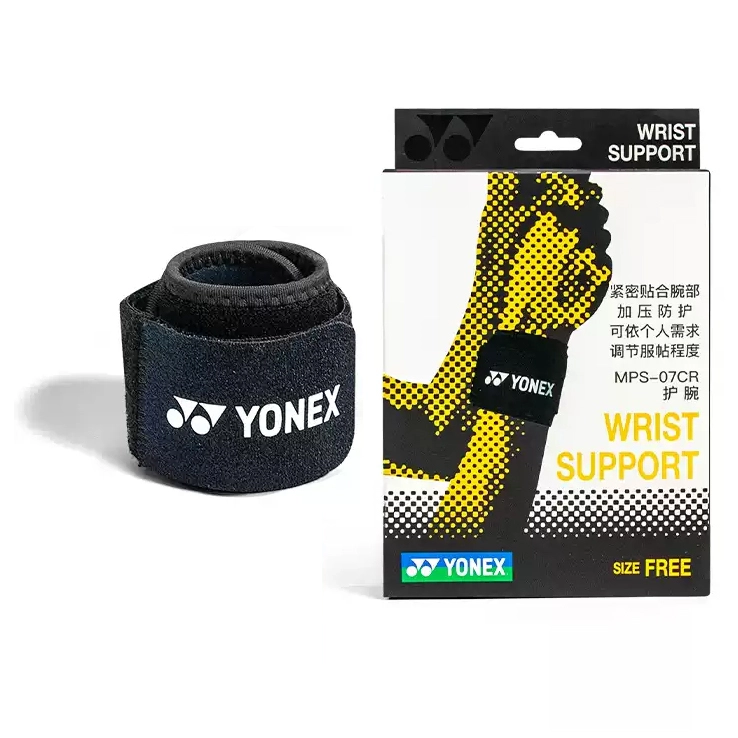 WRIST
SUPPORT
紧密贴合腕部
加压防护
可依个人需求
调节服帖程度
MPS-07CR
护腕
YONEX
YONEX
WRIST
SUPPORT
YONEX
SIZE FREE